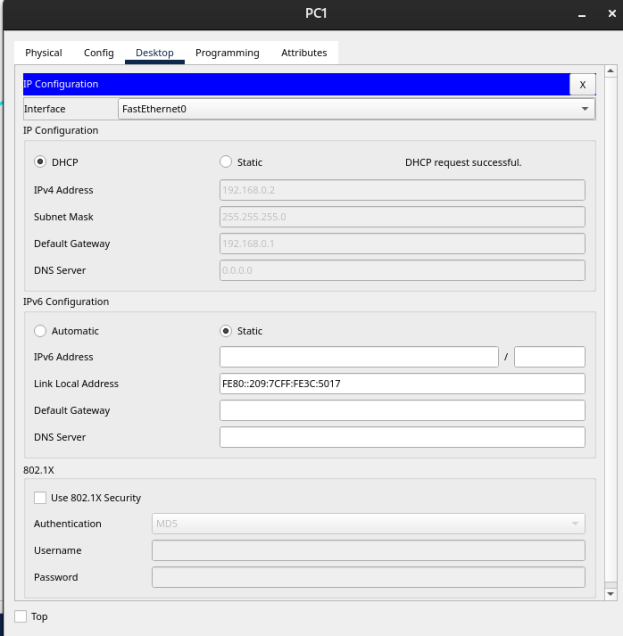 PC1
Physical Config Desktop Programming Attributes
IP Configuration X
Interface FastEthernet0
IP Configuration
DHCP Static DHCP request successful.
IPv4 Address 192.168.0.2
Subnet Mask 255.255.255.0
Default Gateway 192.168.0.1
DNS Server 0.0.0.0
IPv6 Configuration
Automatic Static
IPv6 Address /
Link Local Address FE80::209:7CFF:FE3C:5017
Default Gateway
DNS Server
802.1X
Use 802.1X Security
Authentication MD5
Username
Password
Top